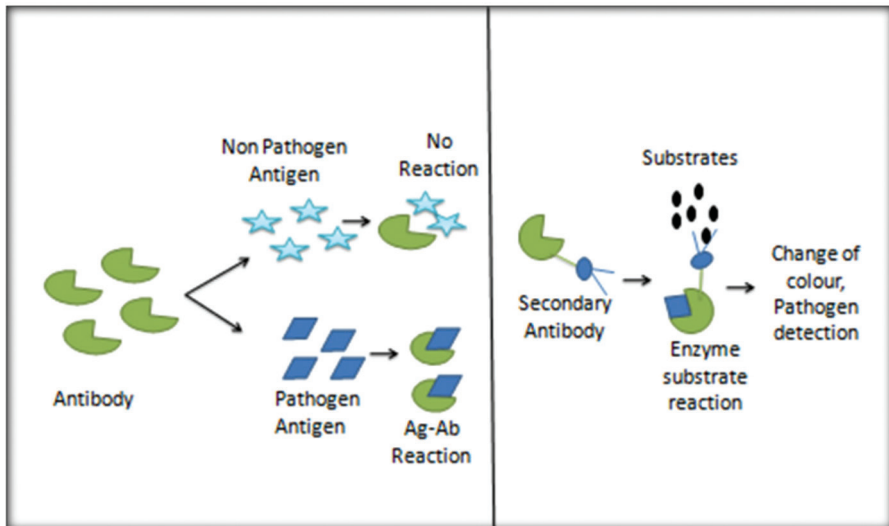 Antibody
Non Pathogen
Antigen
No
Reaction
Pathogen
Antigen
Ag-Ab
Reaction
Secondary
Antibody
Substrates
Enzyme
substrate
reaction
Change of
colour,
Pathogen
detection